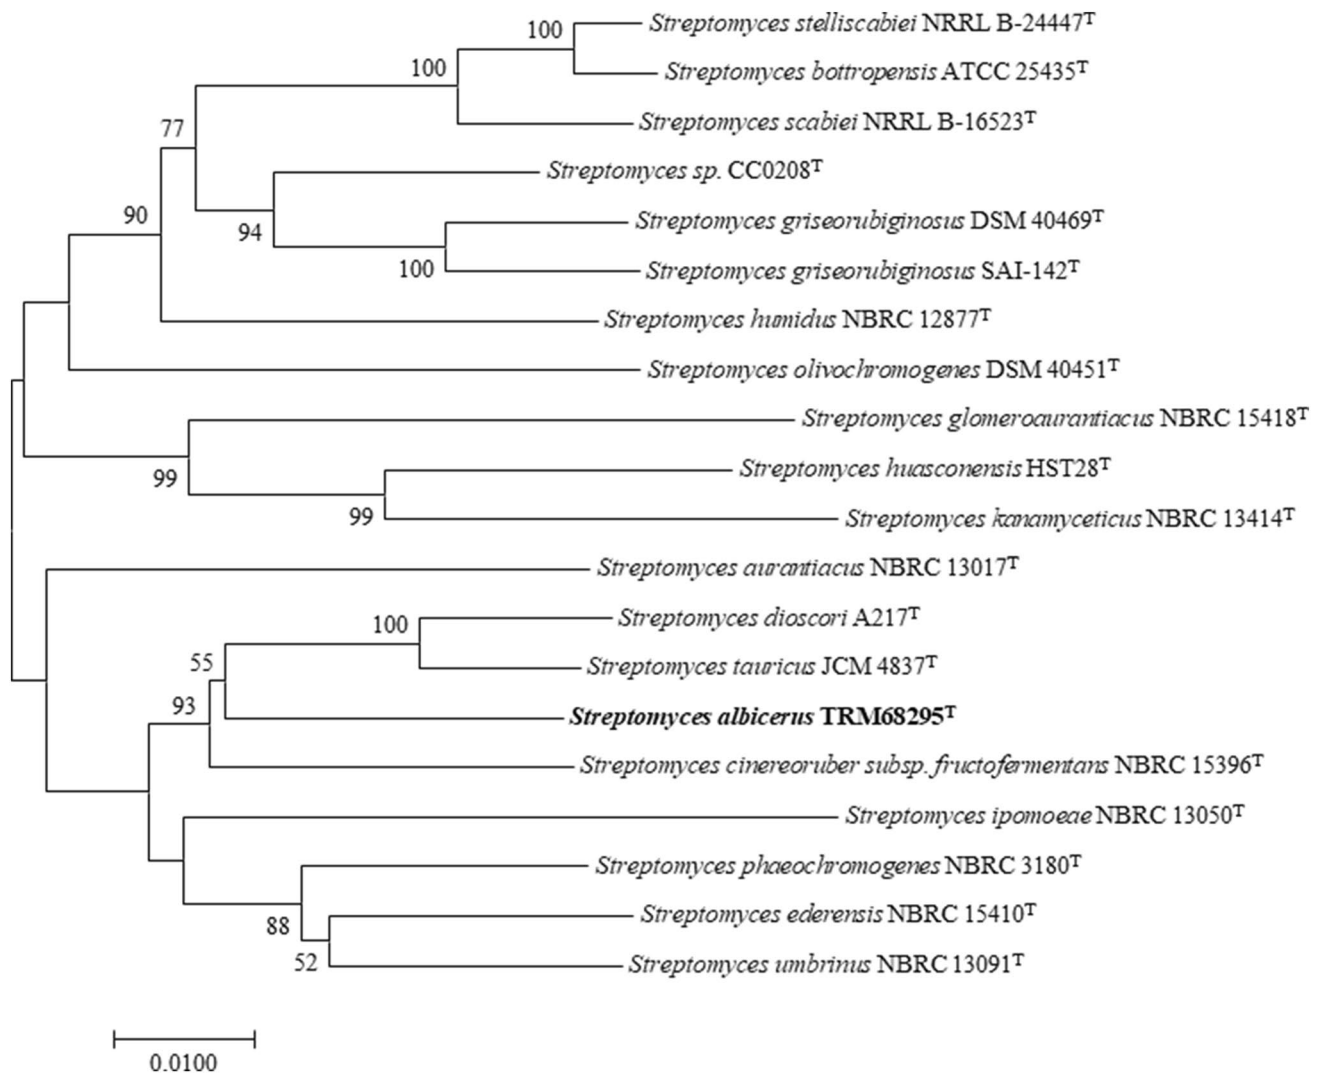 Streptomyces stelliscabiei NRRL B-24447T
100
Streptomyces bottropensis ATCC 25435T
100
Streptomyces scabiei NRRL B-16523T
77
Streptomyces sp. CC0208T
90
Streptomyces griseorubiginosus DSM 40469T
94
100
Streptomyces griseorubiginosus SAI-142T
Streptomyces humidus NBRC 12877T
Streptomyces olivochromogenes DSM 40451T
Streptomyces glomeroaurantiacus NBRC 15418T
99
Streptomyces huasconensis HST28T
99
Streptomyces kanamyceticus NBRC 13414T
Streptomyces aurantiacus NBRC 13017T
Streptomyces dioscori A217T
100
55
Streptomyces tauricus JCM 4837T
93
Streptomyces albicerus TRM68295T
Streptomyces cinereoruber subsp. fructofermentans NBRC 15396T
Streptomyces ipomoeae NBRC 13050T
Streptomyces phaeochromogenes NBRC 3180T
88
Streptomyces ederensis NBRC 15410T
52
Streptomyces umbrinus NBRC 13091T
0.0100